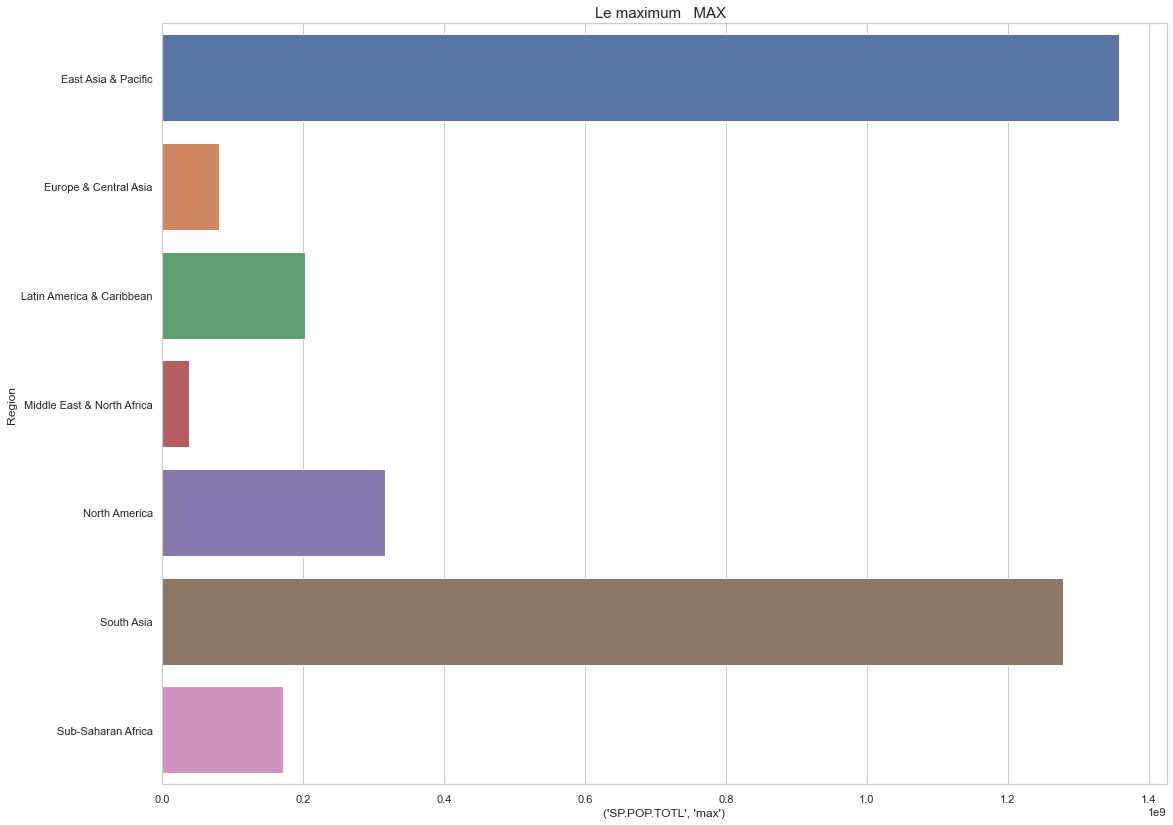 Le maximum   MAX
East Asia & Pacific
Europe & Central Asia
Latin America & Caribbean
Middle East & North Africa
North America
South Asia
Sub-Saharan Africa
Region
0.0 0.2 0.4 0.6 0.8 1.0 1.2 1.4
1e9
('SP.POP.TOTL', 'max')